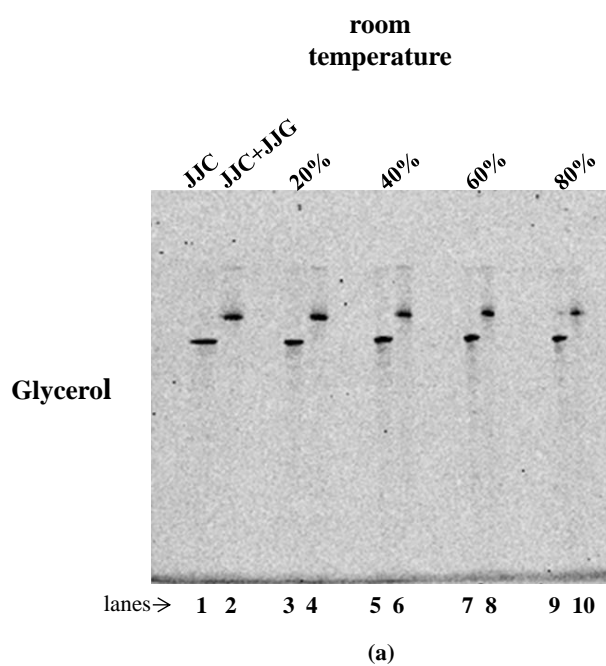 room
temperature
JJC JJC+JJG 20% 40% 60% 80%
Glycerol
lanes→ 1 2 3 4 5 6 7 8 9 10
(a)